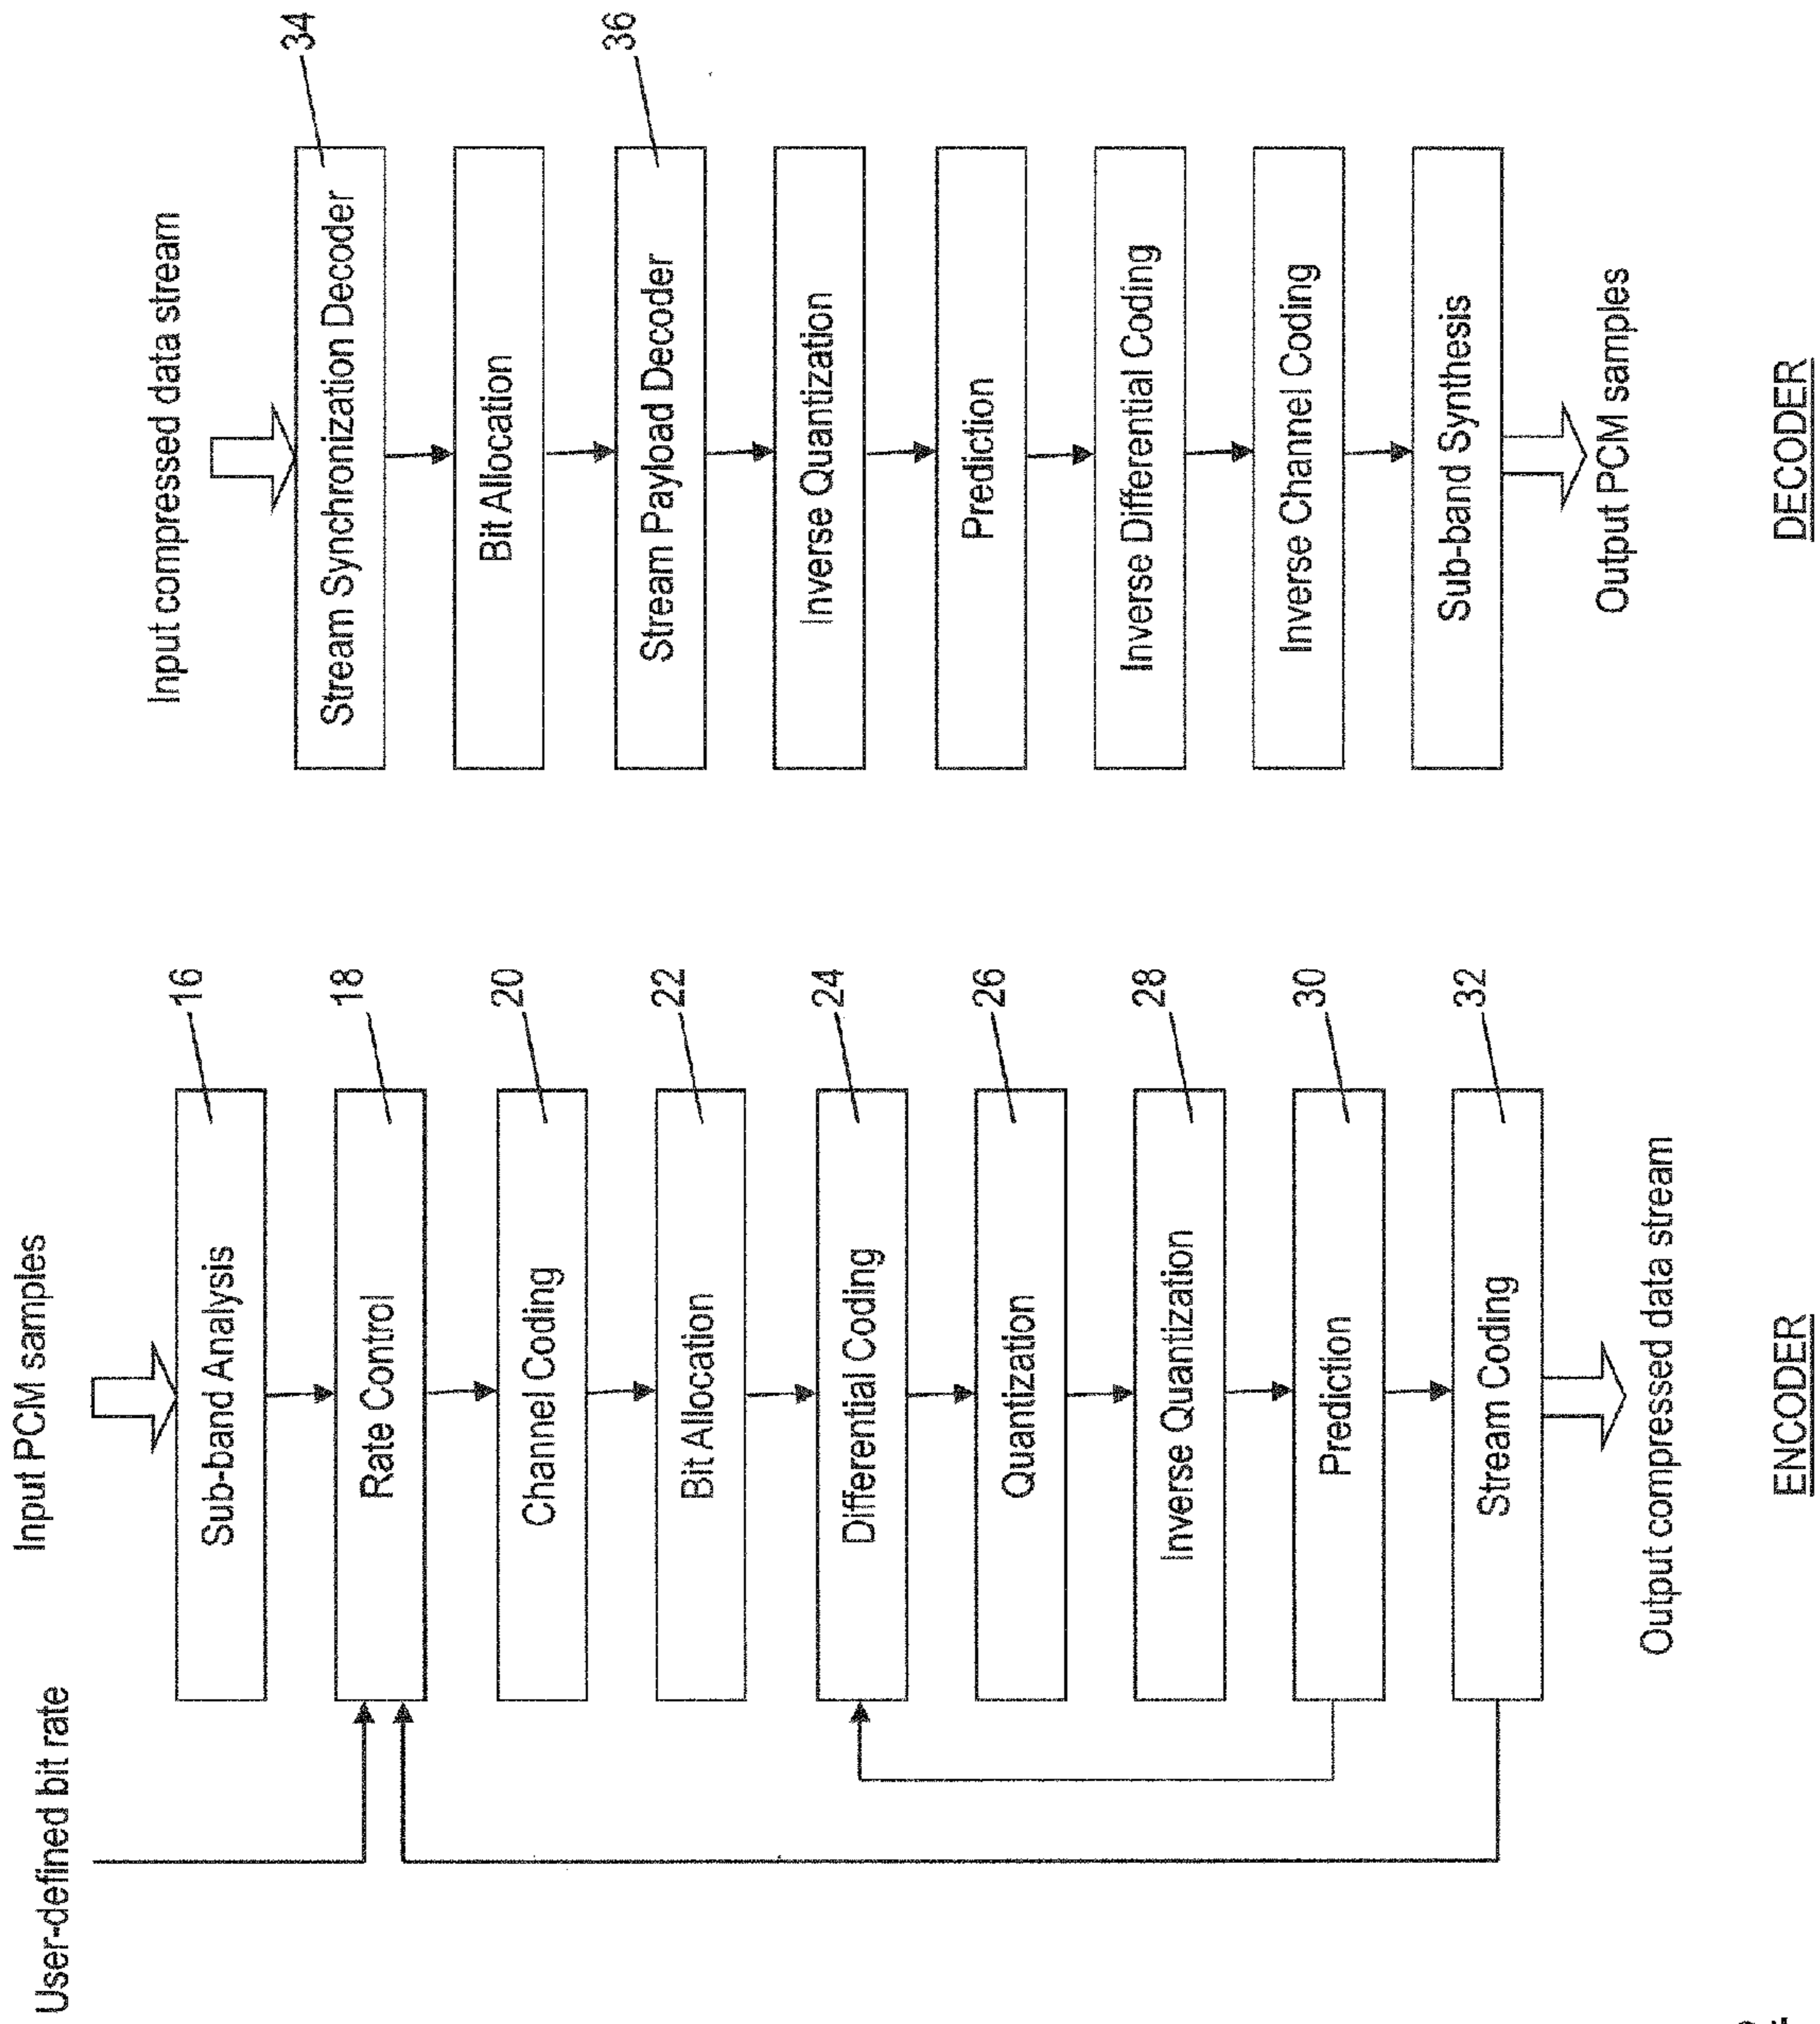 User-defined bit rate
Input PCM samples
Sub-band Analysis
16
Rate Control
18
Channel Coding
20
Bit Allocation
22
Differential Coding
24
Quantization
26
Inverse Quantization
28
Prediction
30
Stream Coding
32
Output compressed data stream
ENCODER
Input compressed data stream
Stream Synchronization Decoder
34
Bit Allocation
Stream Payload Decoder
36
Inverse Quantization
Prediction
Inverse Differential Coding
Inverse Channel Coding
Sub-band Synthesis
Output PCM samples
DECODER